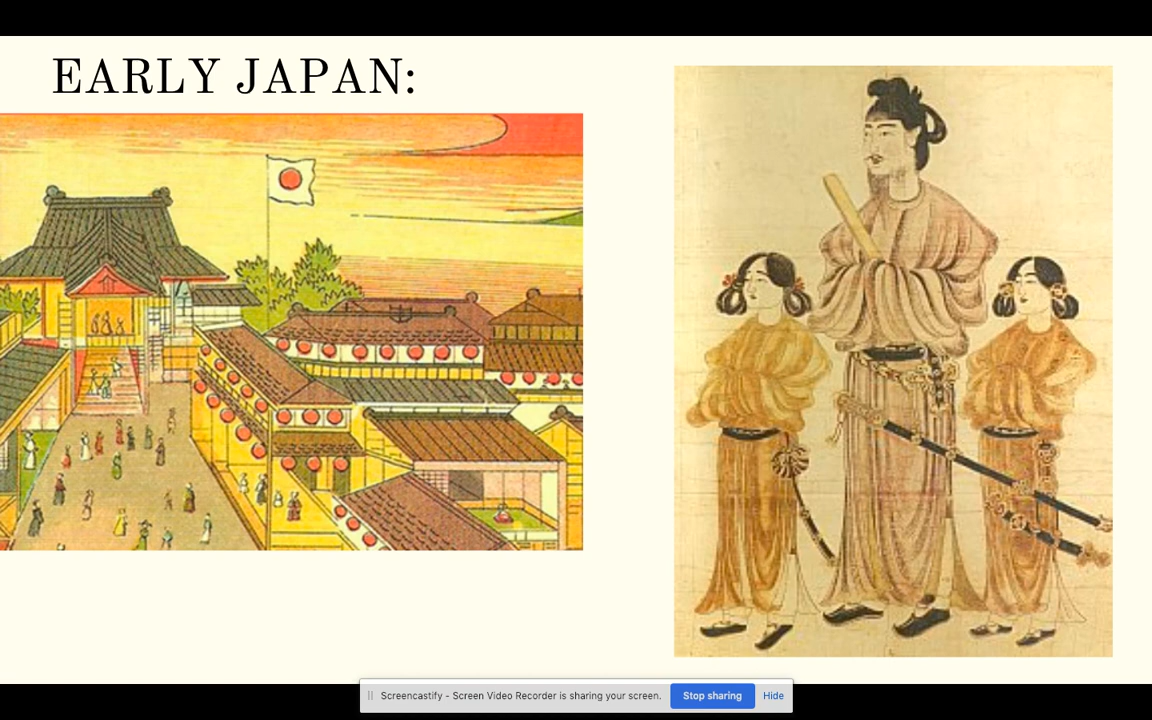 EARLY JAPAN:
Screencastify - Screen Video Recorder is sharing your screen.
Stop sharing
Hide